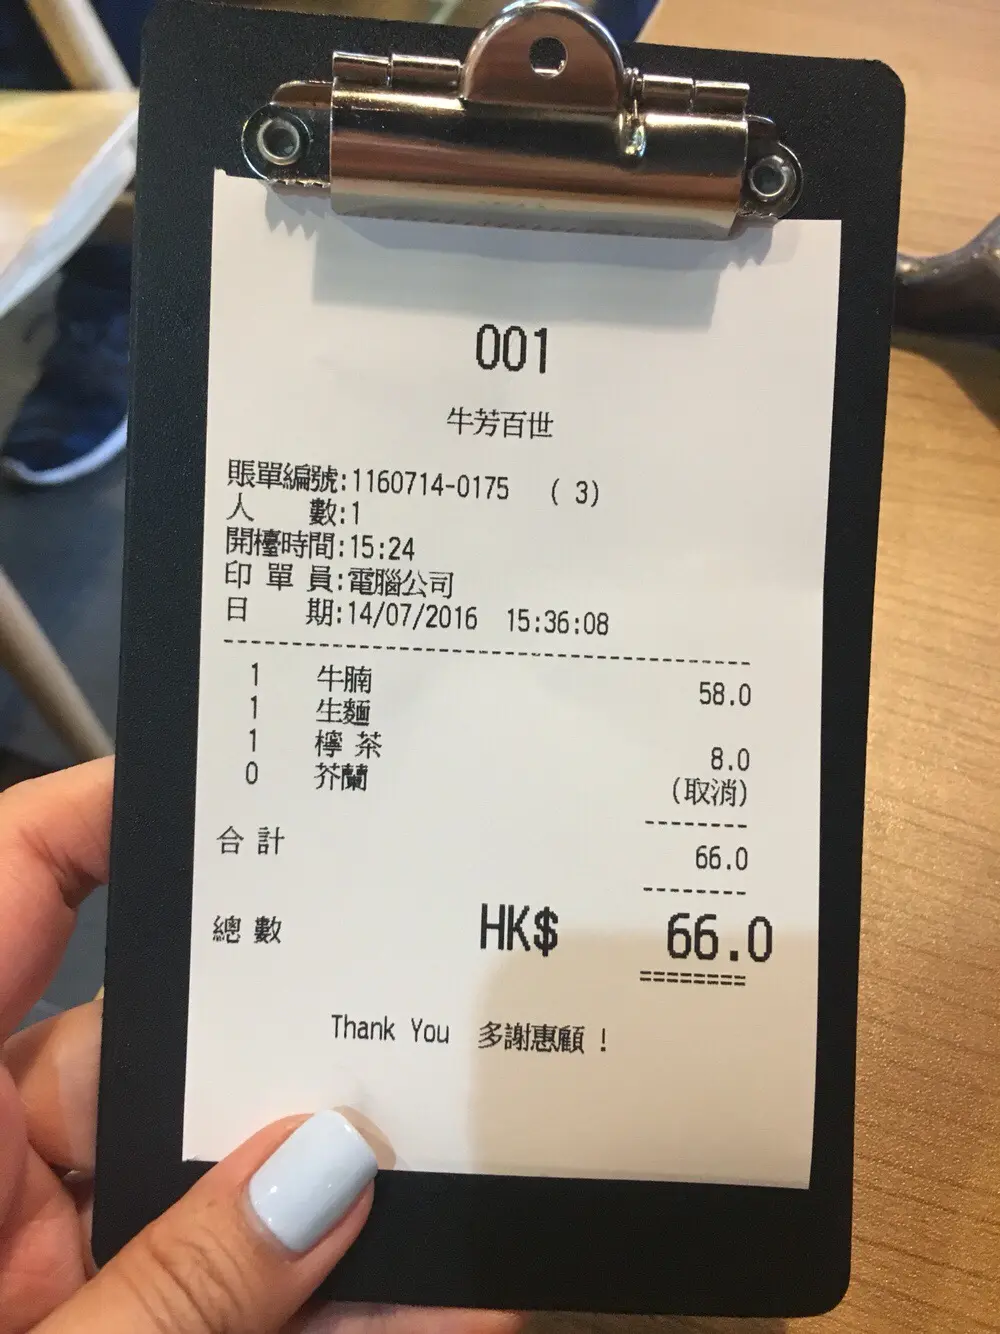 001
牛芳百世
賬單編號:1160714-0175 ( 3)
人 數:1
開檯時間:15:24
印 單 員:電腦公司
日 期:14/07/2016 15:36:08
1 牛腩 58.0
1 生麵
1 檸 茶 8.0
0 芥蘭 (取消)
合 計 66.0
總 數 HK$ 66.0
Thank You 多謝惠顧 !